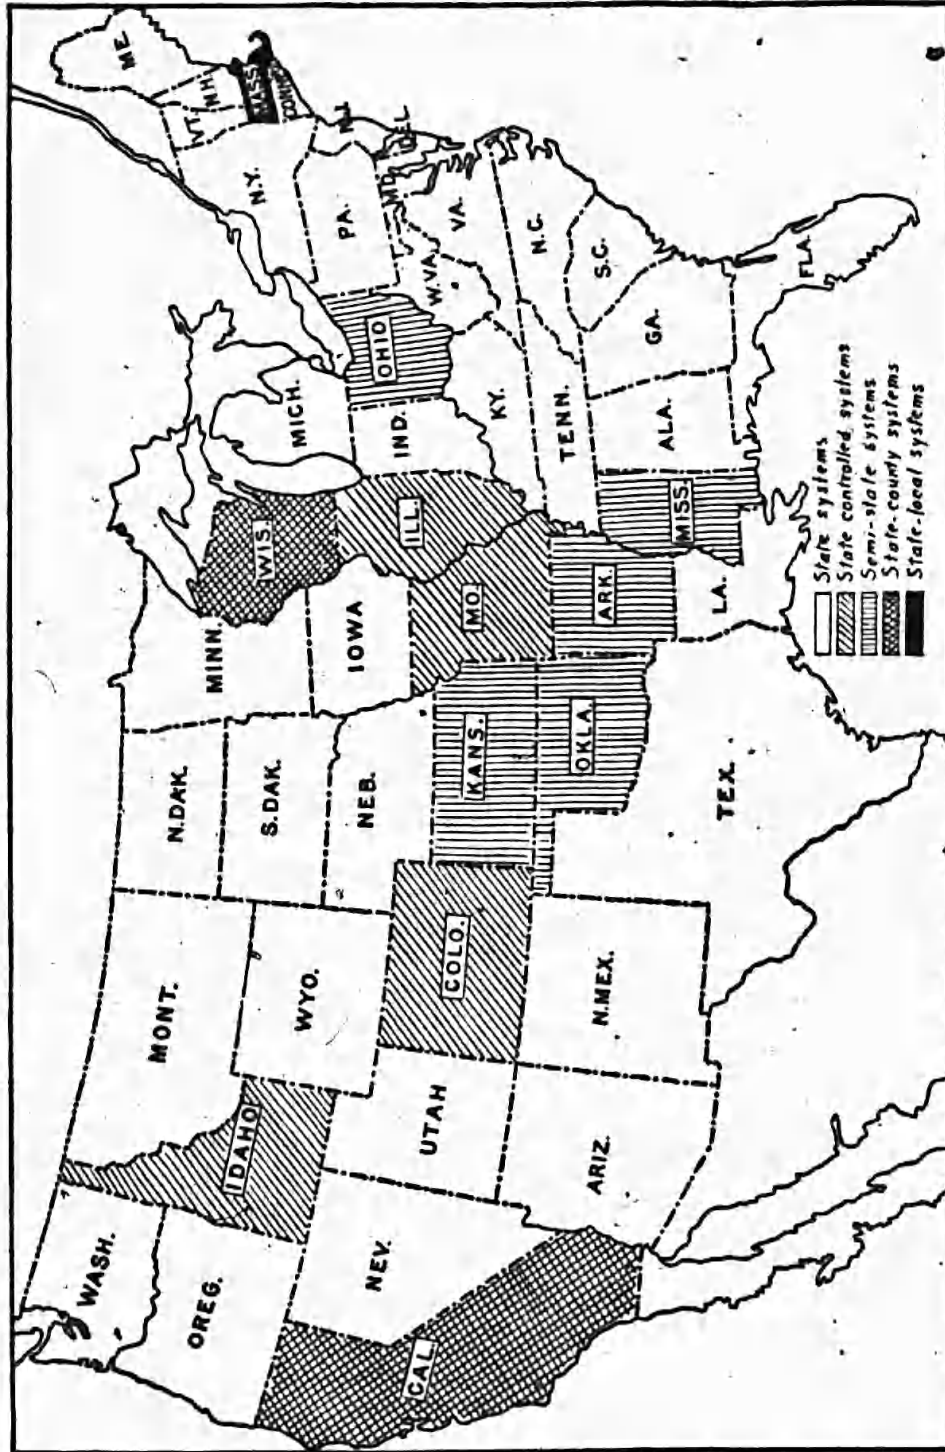 WASH.
OREG.
CAL.
NEV.
IDAHO
MONT.
WYO.
UTAH
ARIZ.
COLO.
N.MEX.
N.DAK.
S.DAK.
NEB.
KANS.
OKLA.
TEX.
MINN.
IOWA
MO.
ARK.
LA.
WIS.
ILL.
MISS.
MICH.
IND.
OHIO
KY.
TENN.
ALA.
GA.
FLA.
S.C.
N.C.
VA.
W.VA.
MD.
DEL.
PA.
N.J.
N.Y.
CONN.
MASS.
VT.
N.H.
ME.
State systems
State controlled systems
Semi-state systems
State-county systems
State-local systems